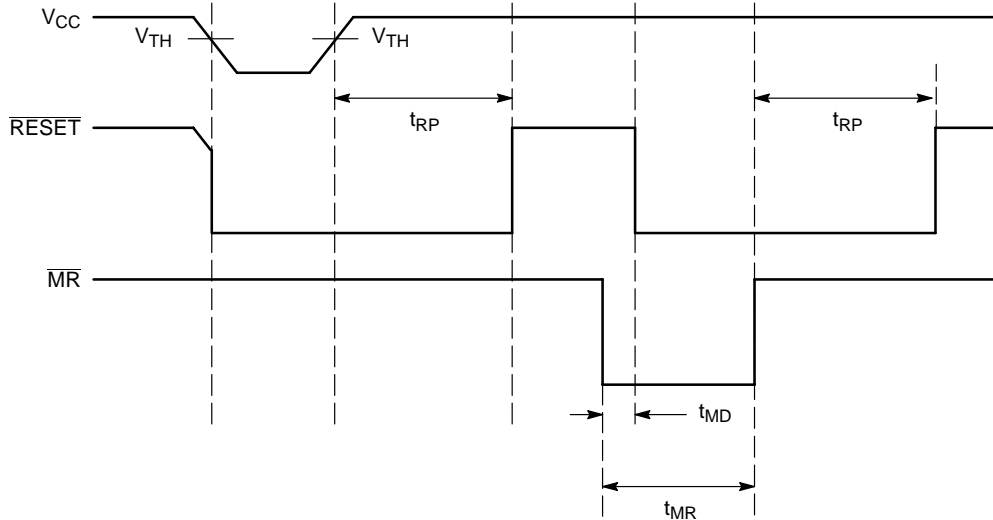 VCC
VTH VTH
tRP tRP
RESET
MR
tMD
tMR